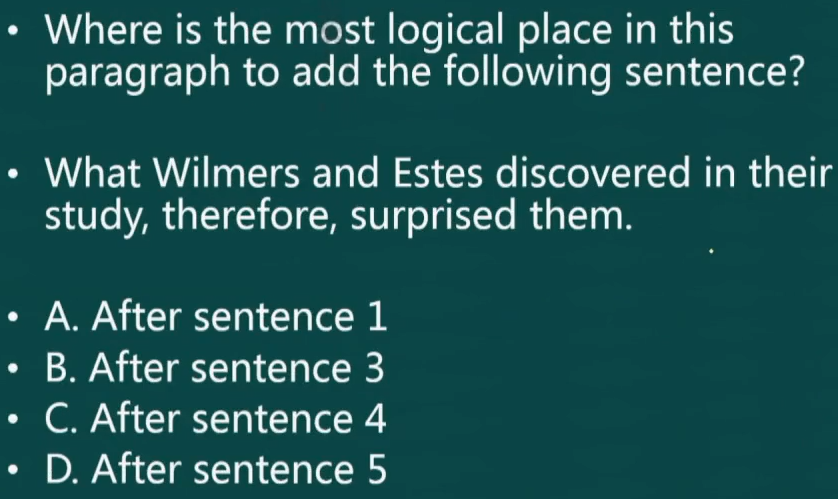 • Where is the most logical place in this
paragraph to add the following sentence?
• What Wilmers and Estes discovered in their
study, therefore, surprised them.
• A. After sentence 1
• B. After sentence 3
• C. After sentence 4
• D. After sentence 5